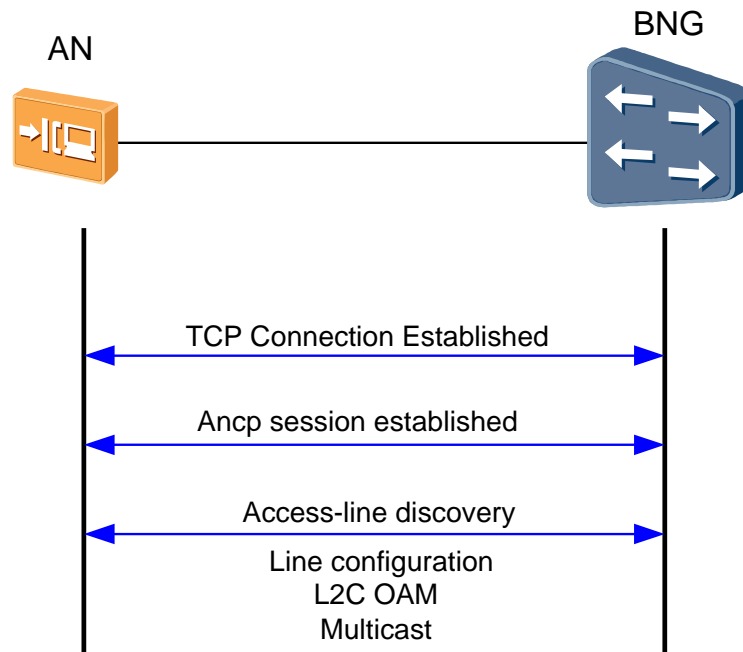 AN
BNG
TCP Connection Established
Ancp session established
Access-line discovery
Line configuration
L2C OAM
Multicast